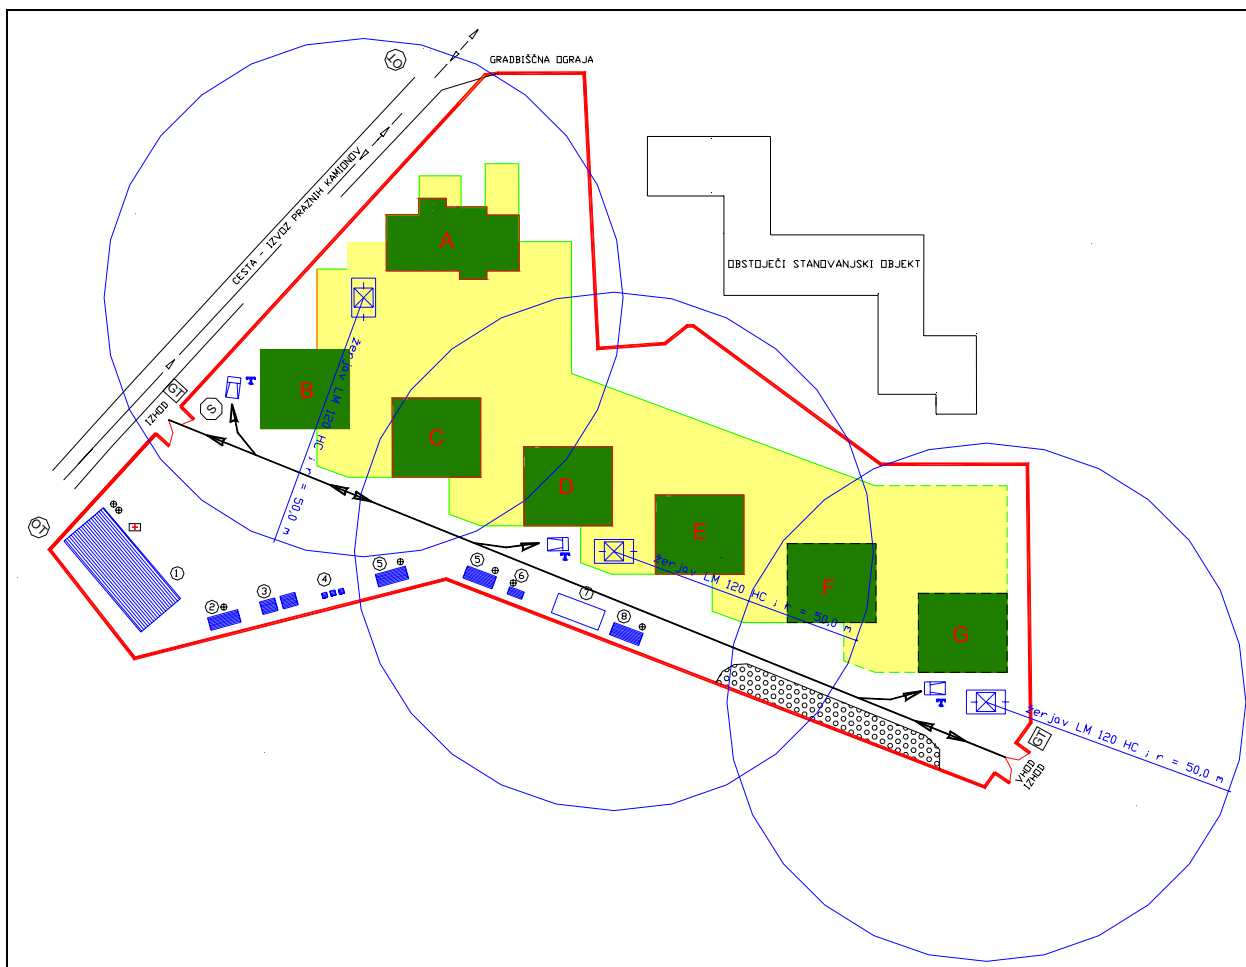 GRADBIŠČNA OGRAJA
OT
CESTA - IZVOZ PRAZNIH KAMIONOV
A
OBSTOJEČI STANOVANJSKI OBJEKT
B
GT
S
IZHOD
žerjav LM 120 HC ; r = 50,0 m
C
D
E
F
G
OT
1
2
3
4
5
5
6
7
8
žerjav LM 120 HC ; r = 50,0 m
žerjav LM 120 HC ; r = 50,0 m
GT
VHOD
IZHOD